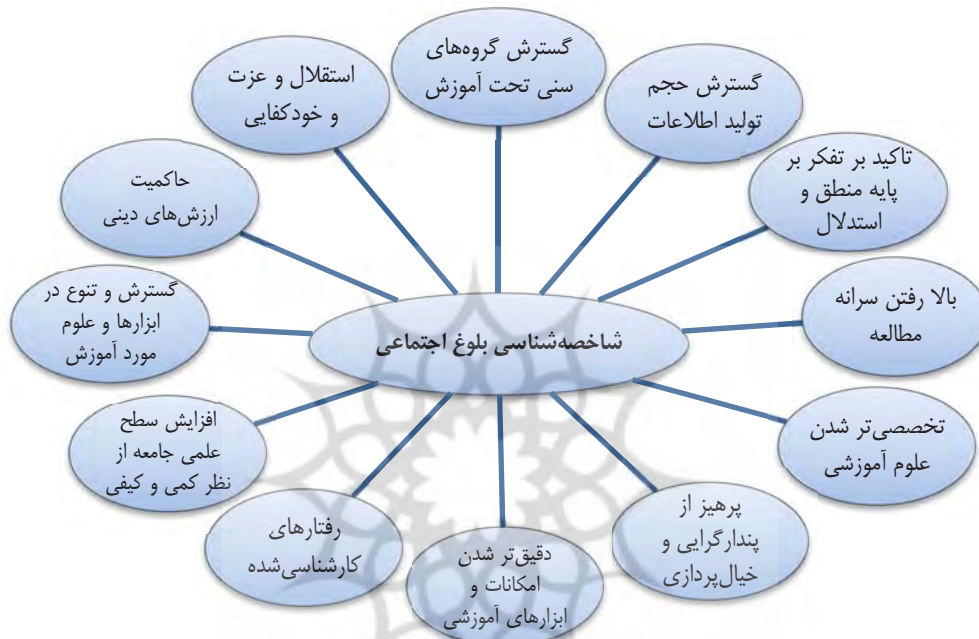 گسترش گروه‌های
سنی تحت آموزش
گسترش حجم
تولید اطلاعات
تاکید بر تفکر بر
پایه منطق و
استدلال
بالا رفتن سرانه
مطالعه
تخصصی‌تر شدن
علوم آموزشی
پرهیز از
پندارگرایی و
خیال‌پردازی
دقیق‌تر شدن
امکانات و
ابزارهای آموزشی
رفتارهای
کارشناسی‌شده
افزایش سطح
علمی جامعه از
نظر کمی و کیفی
گسترش و تنوع در
ابزارها و علوم
مورد آموزش
حاکمیت
ارزش‌های دینی
استقلال و عزت
و خودکفایی
شاخصه‌شناسی بلوغ اجتماعی